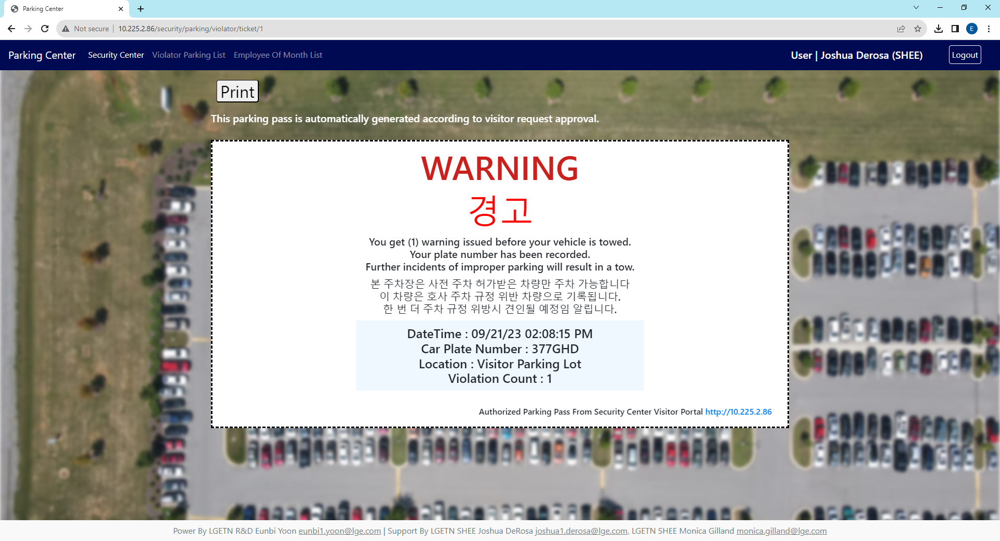 Parking Center
Not secure
10.225.2.86/security/parking/violator/ticket/1
E
Parking Center
Security Center
Violator Parking List
Employee Of Month List
User | Joshua Derosa (SHEE)
Logout
Print
This parking pass is automatically generated according to visitor request approval.
WARNING
경고
You get (1) warning issued before your vehicle is towed.
Your plate number has been recorded.
Further incidents of improper parking will result in a tow.
본 주차장은 사전 주차 허가받은 차량만 주차 가능합니다
이 차량은 호사 주차 규정 위반 차량으로 기록됩니다.
한 번 더 주차 규정 위방시 견인될 예정임 알립니다.
DateTime : 09/21/23 02:08:15 PM
Car Plate Number : 377GHD
Location : Visitor Parking Lot
Violation Count : 1
Authorized Parking Pass From Security Center Visitor Portal http://10.225.2.86
Power By LGETN R&D Eunbi Yoon eunbi1.yoon@lge.com | Support By LGETN SHEE Joshua DeRosa joshua1.derosa@lge.com, LGETN SHEE Monica Gilland monica.gilland@lge.com